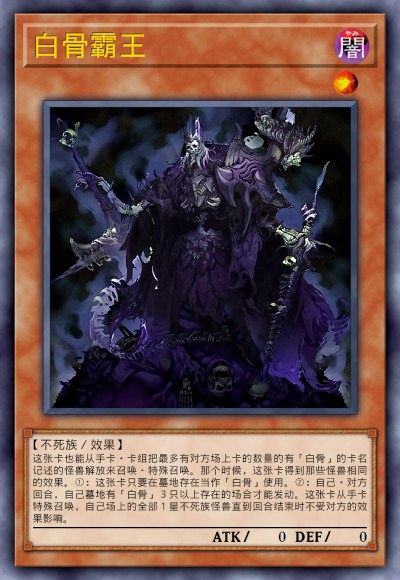 白骨霸王
やみ
闇
【不死族／效果】
这张卡也能从手卡·卡组把最多有对方场上卡的数量的有「白骨」的卡名
记述的怪兽解放来召唤·特殊召唤。那个时候，这张卡得到那些怪兽相同
的效果。①：这张卡只要在墓地存在当作「白骨」使用。②：自己·对方
回合，自己墓地有「白骨」３只以上存在的场合才能发动。这张卡从手卡
特殊召唤，自己场上的全部１星不死族怪兽直到回合结束时不受对方的效
果影响。
ATK/ 0 DEF/ 0